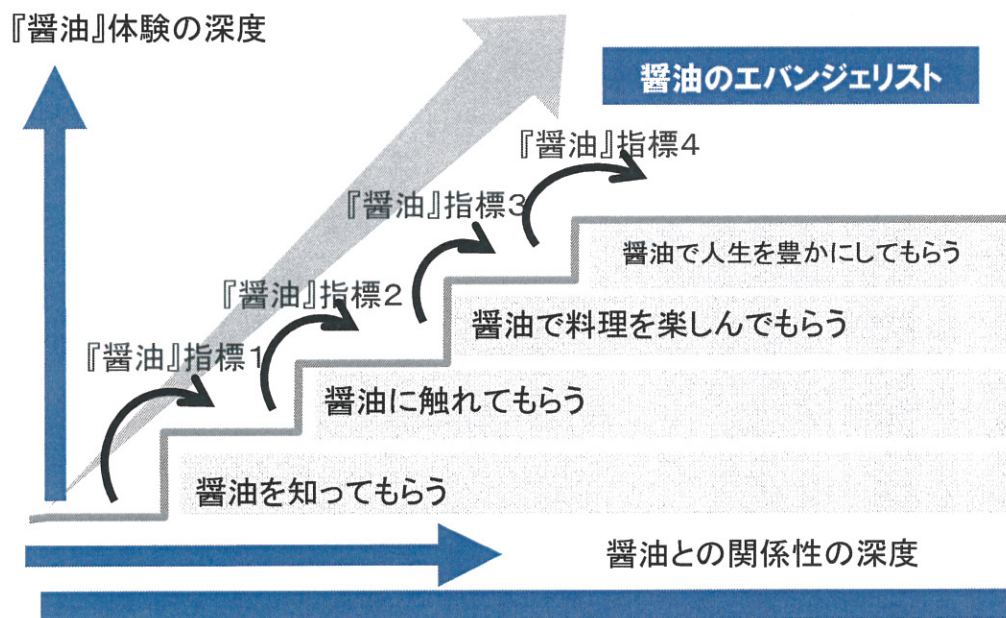 『醤油』体験の深度
醤油のエバンジェリスト
『醤油』指標4
『醤油』指標3
醤油で人生を豊かにしてもらう
『醤油』指標2
醤油で料理を楽しんでもらう
『醤油』指標1
醤油に触れてもらう
醤油を知ってもらう
醤油との関係性の深度